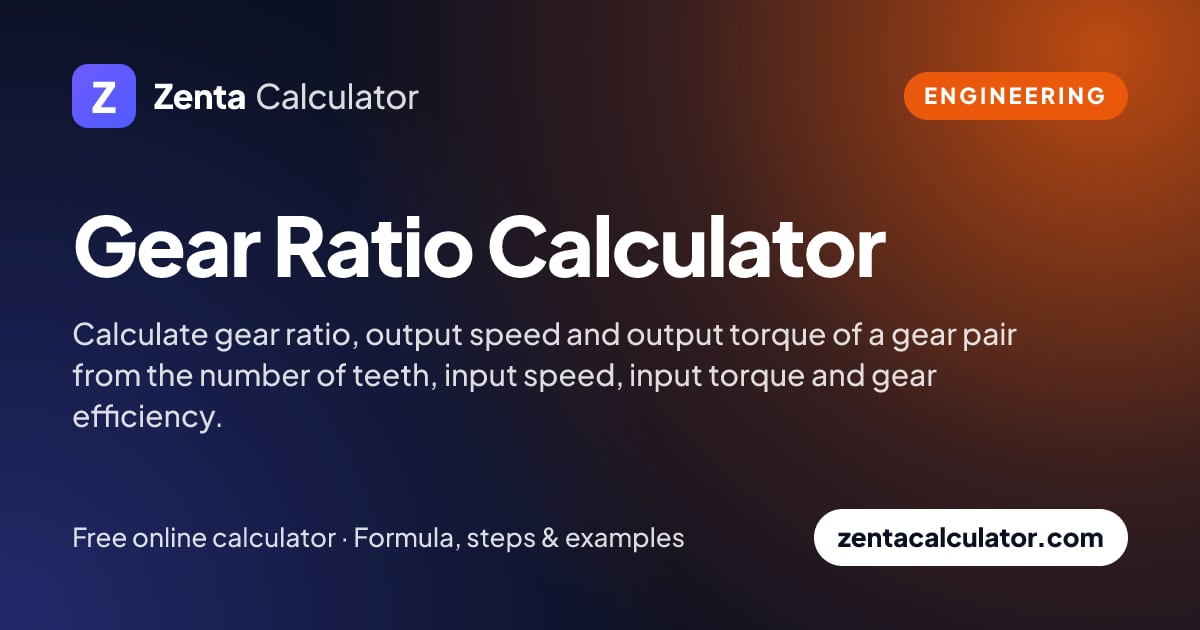 Z
Zenta Calculator
ENGINEERING
Gear Ratio Calculator
Calculate gear ratio, output speed and output torque of a gear pair
from the number of teeth, input speed, input torque and gear
efficiency.
Free online calculator · Formula, steps & examples
zentacalculator.com